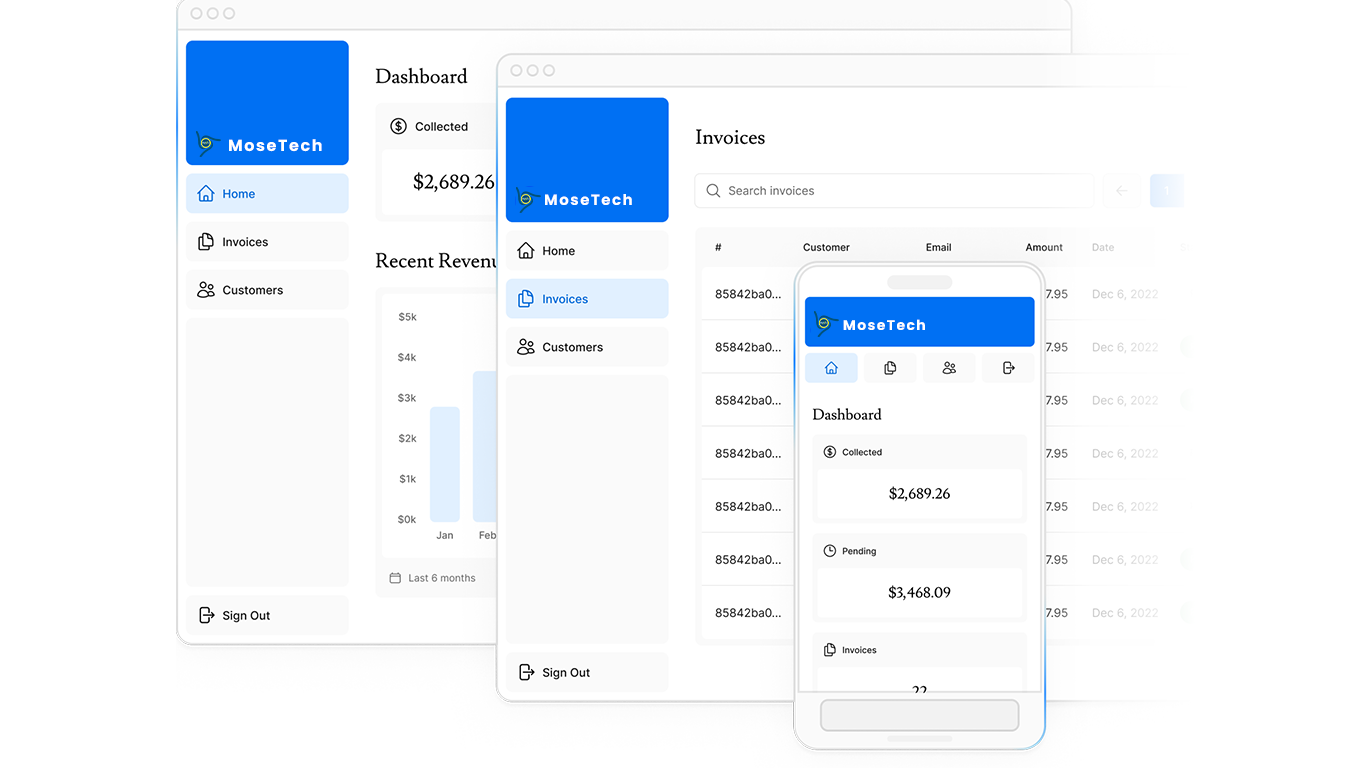 MoseTech
Home
Invoices
Customers
Sign Out
Dashboard
Collected
$2,689.26
Recent Revenu
$5k
$4k
$3k
$2k
$1k
$0k
Jan
Feb
Last 6 months
MoseTech
Home
Invoices
Customers
Sign Out
Invoices
Search invoices
1
# Customer Email Amount Date
85842ba0... 7.95 Dec 6, 2022
85842ba0... 7.95 Dec 6, 2022
85842ba0... 7.95 Dec 6, 2022
85842ba0... 7.95 Dec 6, 2022
85842ba0... 7.95 Dec 6, 2022
85842ba0... 7.95 Dec 6, 2022
85842ba0... 7.95 Dec 6, 2022
MoseTech
Dashboard
Collected
$2,689.26
Pending
$3,468.09
Invoices
22